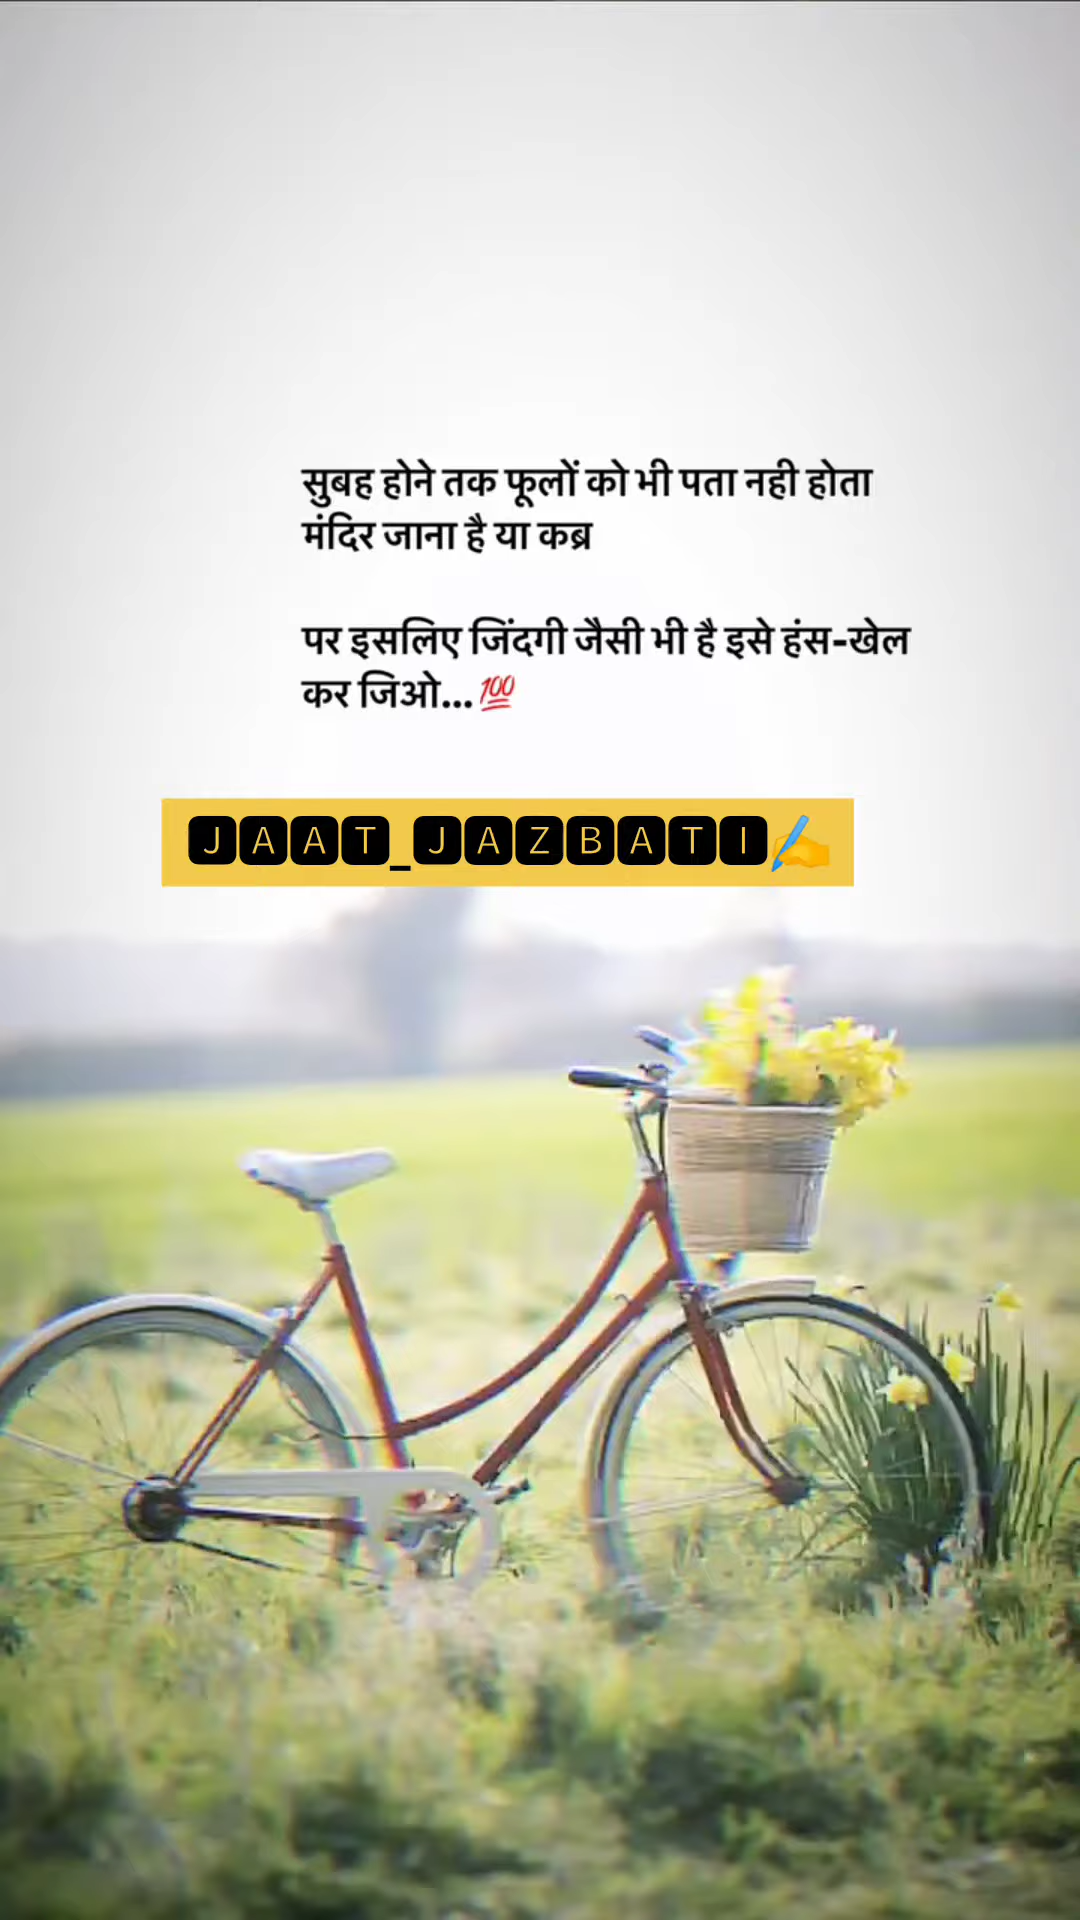 सुबह होने तक फूलों को भी पता नही होता
मंदिर जाना है या कब्र
पर इसलिए जिंदगी जैसी भी है इसे हंस-खेल
कर जिओ...💯
JAAT_JAZBATI✍️